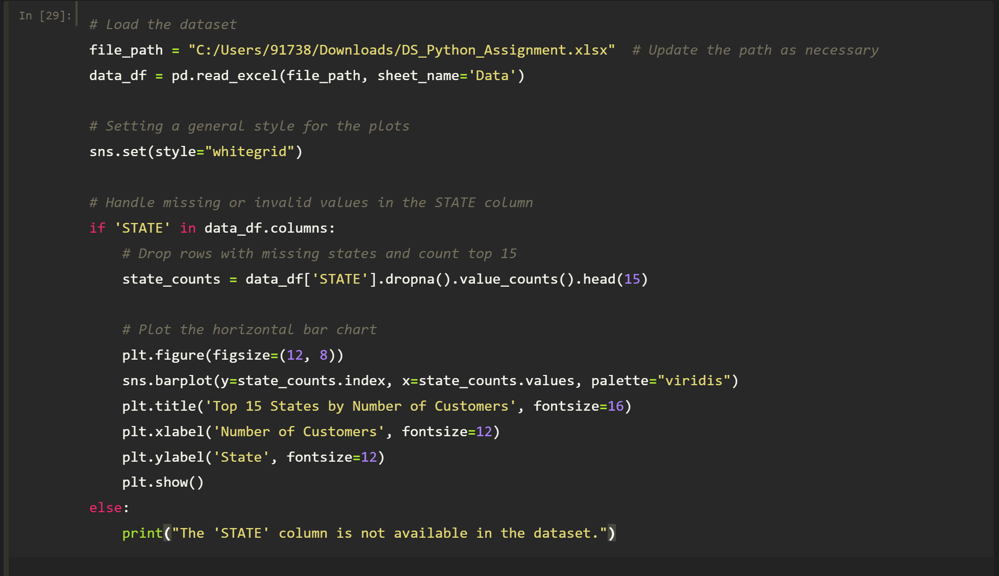 In [29]:
# Load the dataset
file_path = "C:/Users/91738/Downloads/DS_Python_Assignment.xlsx"  # Update the path as necessary
data_df = pd.read_excel(file_path, sheet_name='Data')
# Setting a general style for the plots
sns.set(style="whitegrid")
# Handle missing or invalid values in the STATE column
if 'STATE' in data_df.columns:
    # Drop rows with missing states and count top 15
    state_counts = data_df['STATE'].dropna().value_counts().head(15)
    # Plot the horizontal bar chart
    plt.figure(figsize=(12, 8))
    sns.barplot(y=state_counts.index, x=state_counts.values, palette="viridis")
    plt.title('Top 15 States by Number of Customers', fontsize=16)
    plt.xlabel('Number of Customers', fontsize=12)
    plt.ylabel('State', fontsize=12)
    plt.show()
else:
    print("The 'STATE' column is not available in the dataset.")